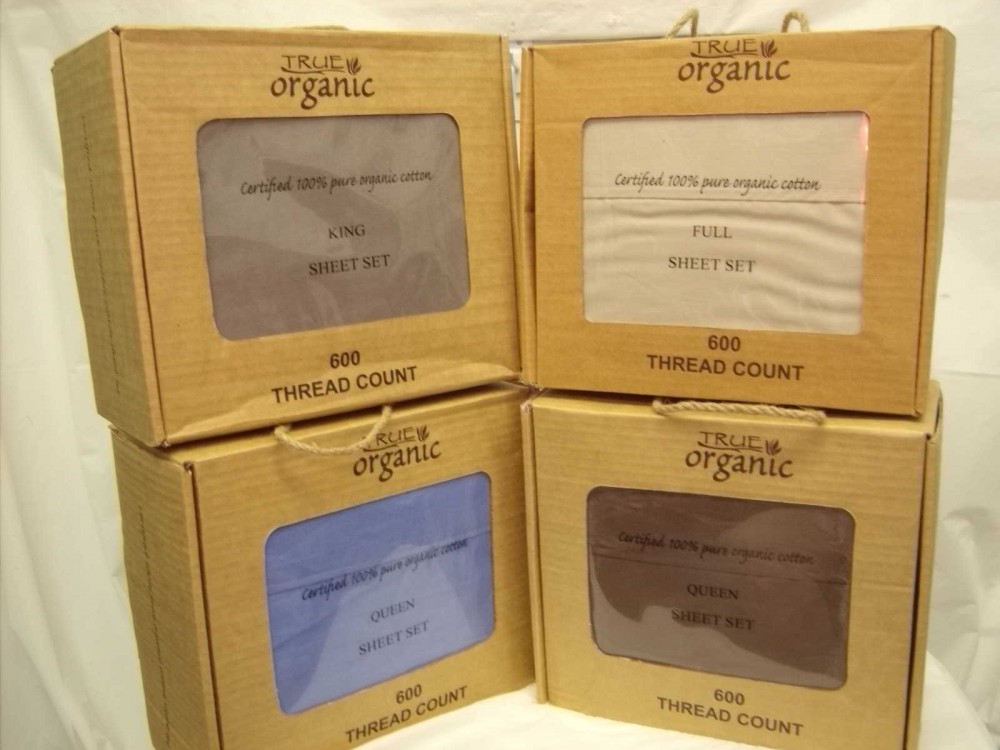 TRUE
organic
Certified 100% pure organic cotton
KING
SHEET SET
600
THREAD COUNT
TRUE
organic
Certified 100% pure organic cotton
FULL
SHEET SET
600
THREAD COUNT
TRUE
organic
Certified 100% pure organic cotton
QUEEN
SHEET SET
600
THREAD COUNT
TRUE
organic
Certified 100% pure organic cotton
QUEEN
SHEET SET
600
THREAD COUNT